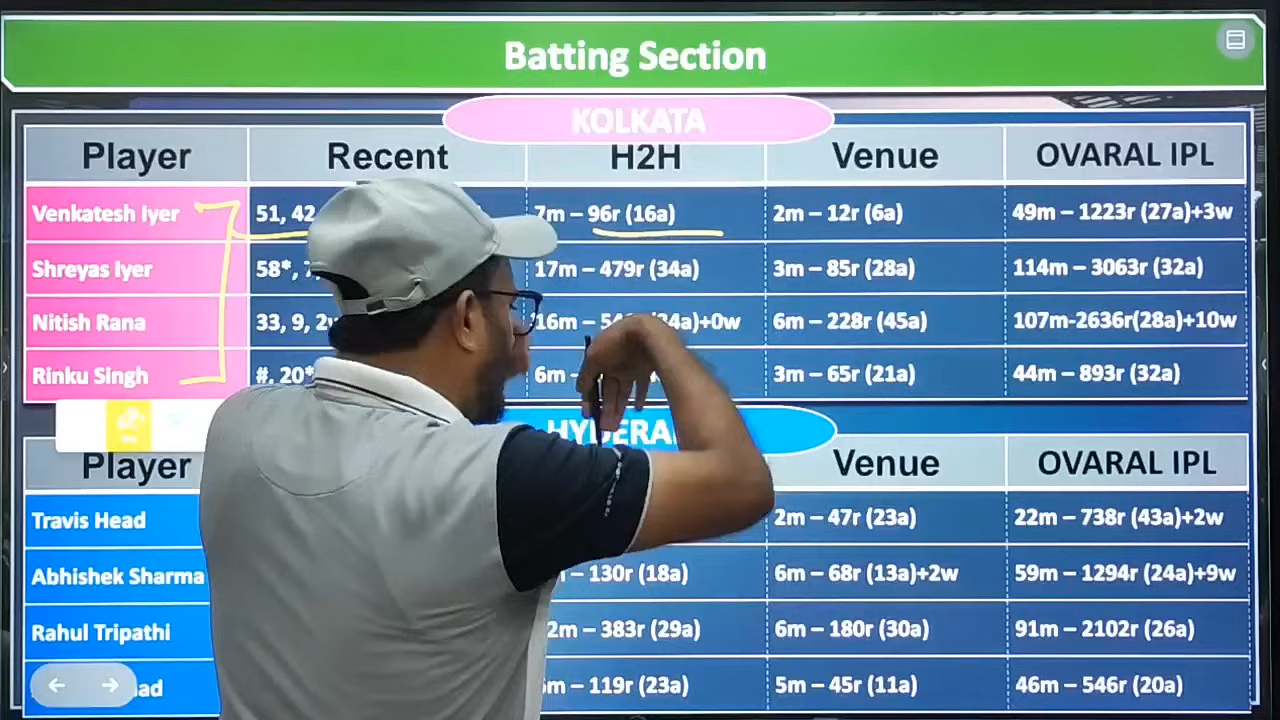 Batting Section
KOLKATA
Player Recent H2H Venue OVARAL IPL
Venkatesh Iyer 51, 42 7m – 96r (16a) 2m – 12r (6a) 49m – 1223r (27a)+3w
Shreyas Iyer 58*, 17m – 479r (34a) 3m – 85r (28a) 114m – 3063r (32a)
Nitish Rana 33, 9, 16m – (34a)+0w 6m – 228r (45a) 107m-2636r(28a)+10w
Rinku Singh #, 20* 6m – 3m – 65r (21a) 44m – 893r (32a)
Player Venue OVARAL IPL
Travis Head 2m – 47r (23a) 22m – 738r (43a)+2w
Abhishek Sharma – 130r (18a) 6m – 68r (13a)+2w 59m – 1294r (24a)+9w
Rahul Tripathi 2m – 383r (29a) 6m – 180r (30a) 91m – 2102r (26a)
– 119r (23a) 5m – 45r (11a) 46m – 546r (20a)